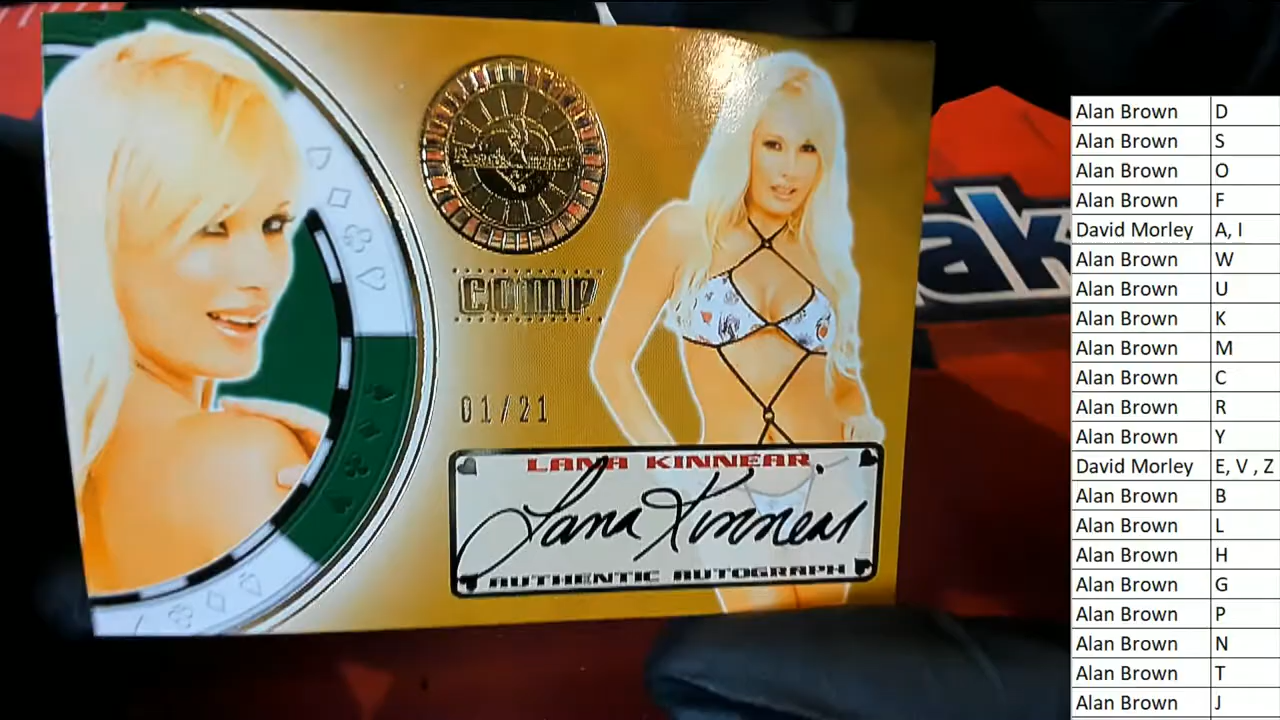 COMP
01/21
LANA KINNEAR
Lana Kinnear
AUTHENTIC AUTOGRAPH
ak
Alan Brown D
Alan Brown S
Alan Brown O
Alan Brown F
David Morley A, I
Alan Brown W
Alan Brown U
Alan Brown K
Alan Brown M
Alan Brown C
Alan Brown R
Alan Brown Y
David Morley E, V , Z
Alan Brown B
Alan Brown L
Alan Brown H
Alan Brown G
Alan Brown P
Alan Brown N
Alan Brown T
Alan Brown J